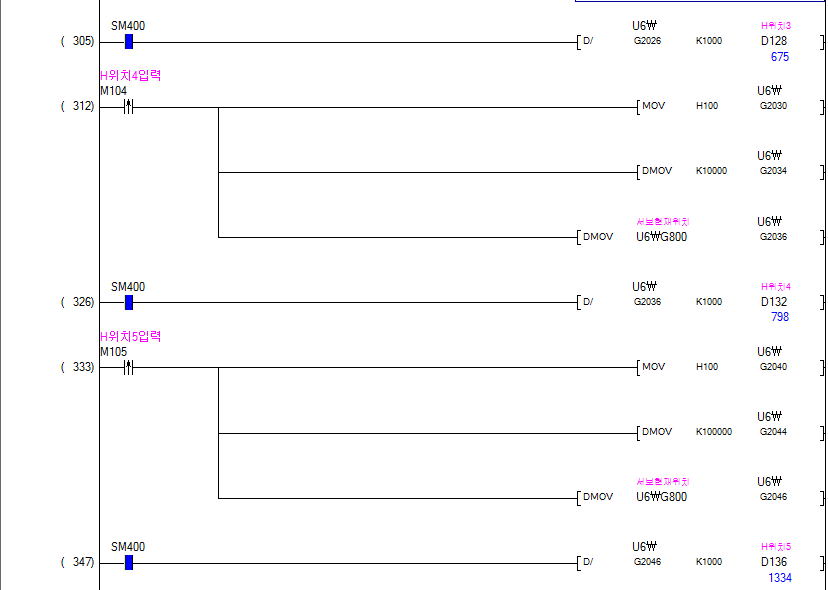 SM400 U6₩ H위치3
( 305) D/ G2026 K1000 D128
675
H위치4입력
M104 U6₩
( 312) MOV H100 G2030
U6₩
DMOV K10000 G2034
서보현재위치 U6₩
DMOV U6₩G800 G2036
SM400 U6₩ H위치4
( 326) D/ G2036 K1000 D132
798
H위치5입력
M105 U6₩
( 333) MOV H100 G2040
U6₩
DMOV K100000 G2044
서보현재위치 U6₩
DMOV U6₩G800 G2046
SM400 U6₩ H위치5
( 347) D/ G2046 K1000 D136
1334